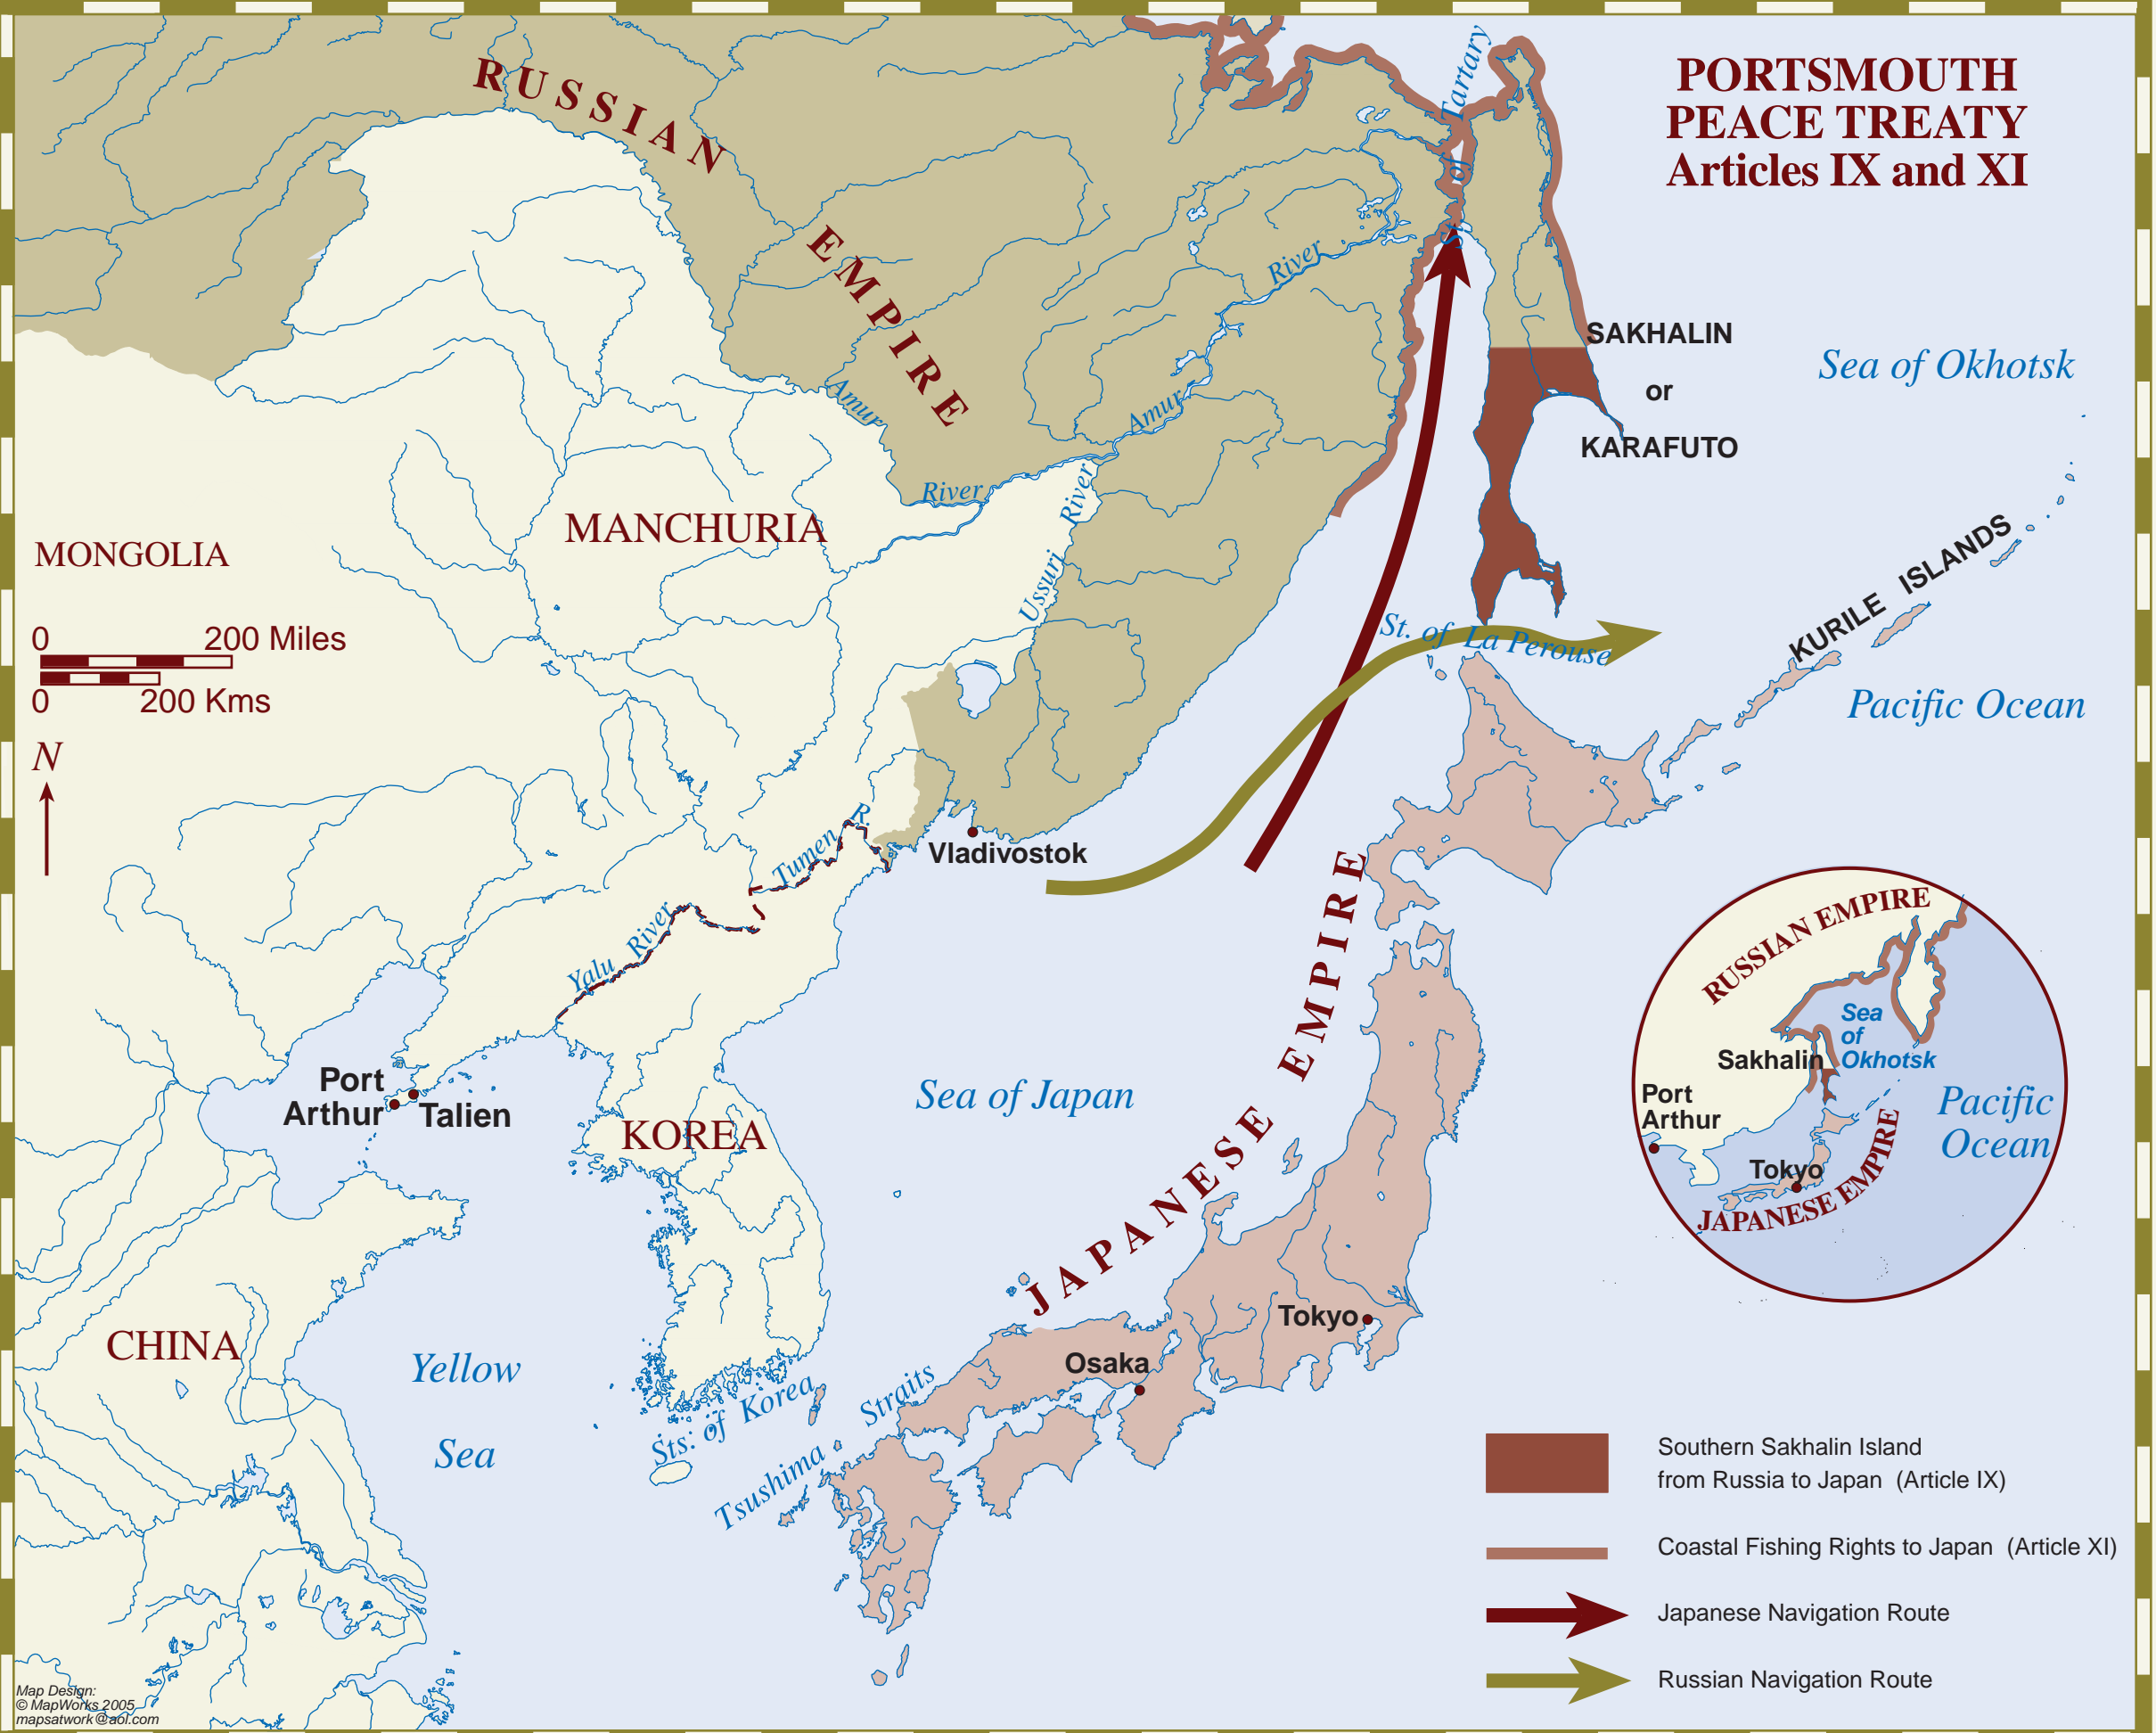 PORTSMOUTH
PEACE TREATY
Articles IX and XI
RUSSIAN
EMPIRE
St. of Tartary
River
Amur
SAKHALIN
or
KARAFUTO
Sea of Okhotsk
Amur
River
River
Ussuri
MANCHURIA
MONGOLIA
0 200 Miles
0 200 Kms
N
KURILE ISLANDS
St. of La Perouse
Pacific Ocean
Tumen R.
Vladivostok
Yalu River
JAPANESE EMPIRE
Port
Arthur
Talien
KOREA
Sea of Japan
RUSSIAN EMPIRE
Sea
of
Okhotsk
Sakhalin
Port
Arthur
Pacific
Ocean
Tokyo
JAPANESE EMPIRE
CHINA
Yellow
Sea
Tokyo
Osaka
Sts. of Korea
Tsushima Straits
Southern Sakhalin Island
from Russia to Japan (Article IX)
Coastal Fishing Rights to Japan (Article XI)
Japanese Navigation Route
Russian Navigation Route
Map Design:
© MapWorks 2005
mapsatwork@aol.com